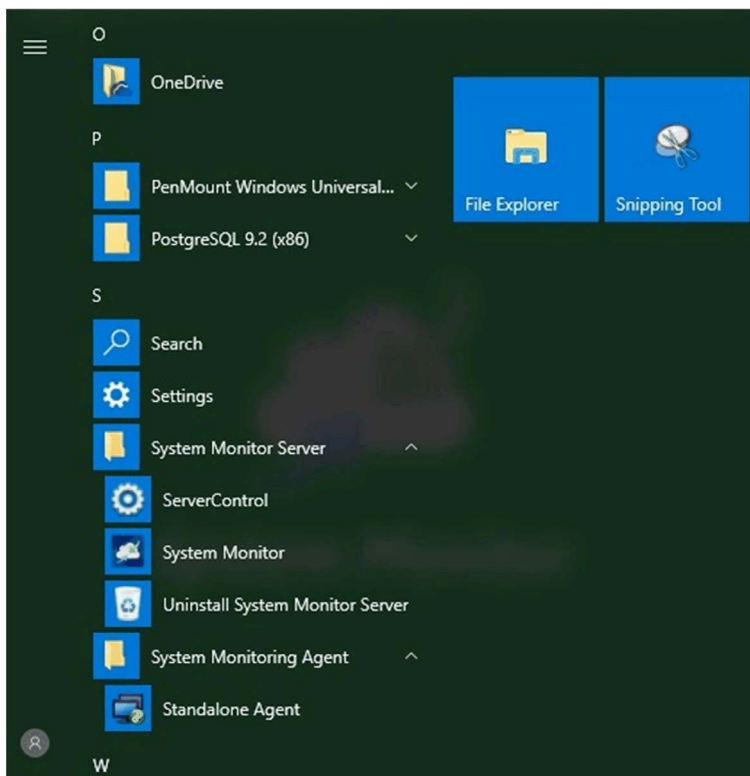 O
OneDrive
P
PenMount Windows Universal...
PostgreSQL 9.2 (x86)
S
Search
Settings
System Monitor Server
ServerControl
System Monitor
Uninstall System Monitor Server
System Monitoring Agent
Standalone Agent
W
File Explorer
Snipping Tool